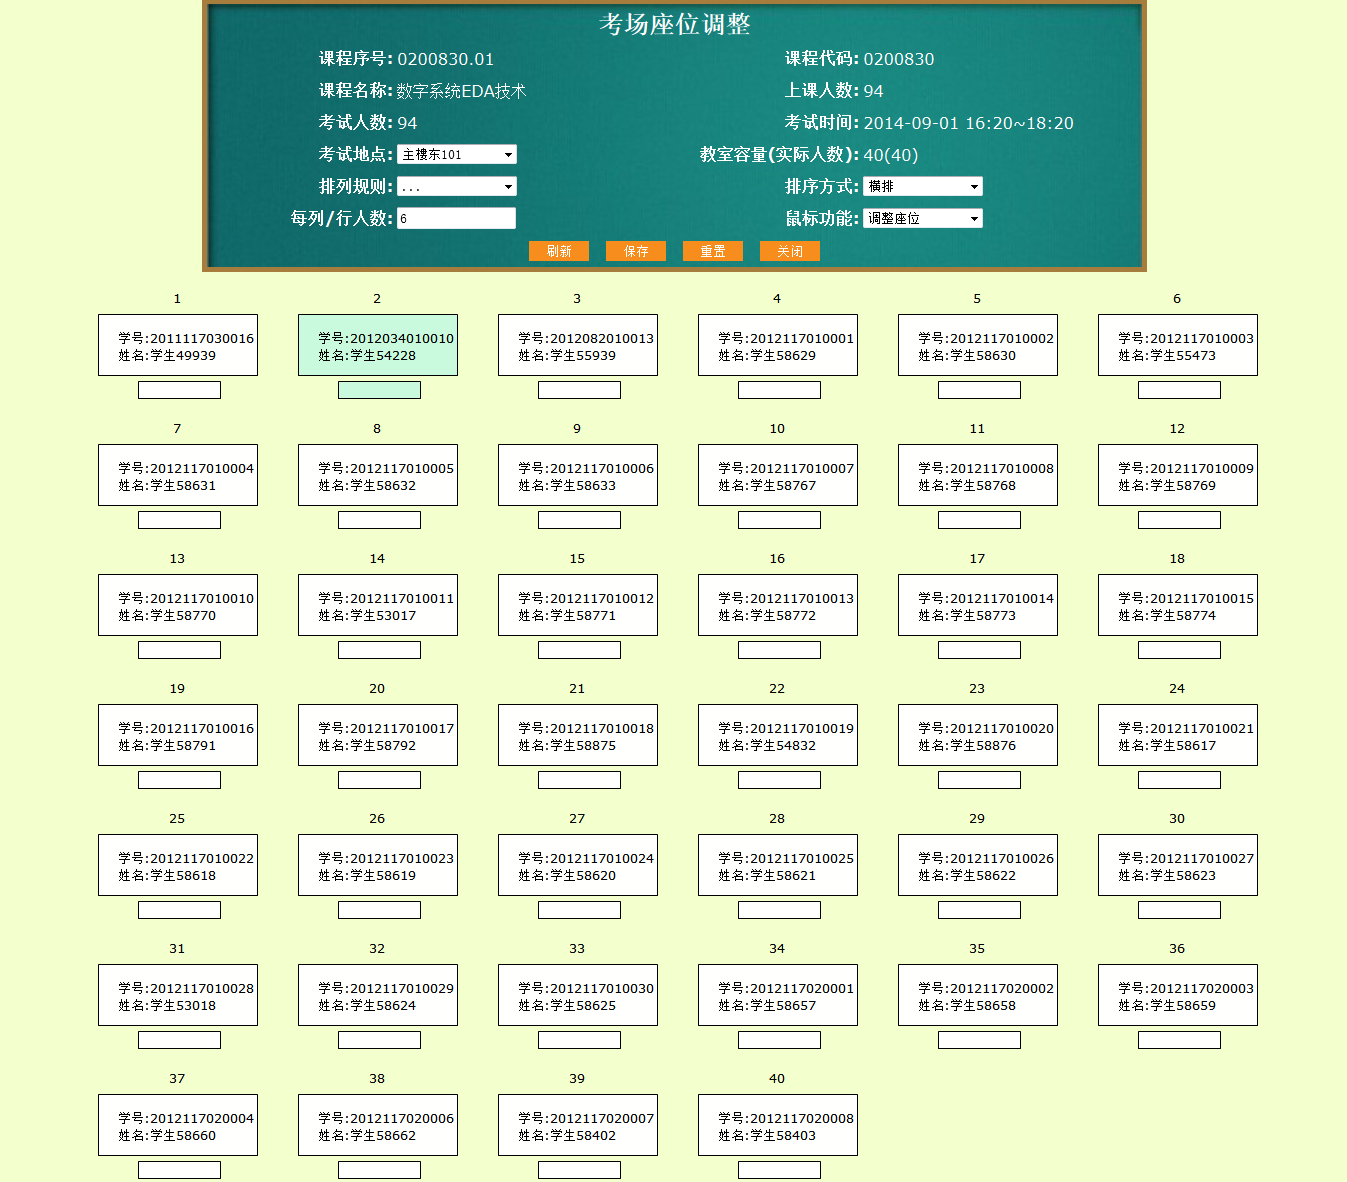 考场座位调整
课程序号: 0200830.01 课程代码: 0200830
课程名称: 数字系统EDA技术 上课人数: 94
考试人数: 94 考试时间: 2014-09-01 16:20~18:20
考试地点: 主楼东101 教室容量(实际人数): 40(40)
排列规则: ... 排序方式: 横排
每列/行人数: 6 鼠标功能: 调整座位
刷新 保存 重置 关闭
1 2 3 4 5 6
学号:2011117030016 学号:2012034010010 学号:2012082010013 学号:2012117010001 学号:2012117010002 学号:2012117010003
姓名:学生49939 姓名:学生54228 姓名:学生55939 姓名:学生58629 姓名:学生58630 姓名:学生55473
7 8 9 10 11 12
学号:2012117010004 学号:2012117010005 学号:2012117010006 学号:2012117010007 学号:2012117010008 学号:2012117010009
姓名:学生58631 姓名:学生58632 姓名:学生58633 姓名:学生58767 姓名:学生58768 姓名:学生58769
13 14 15 16 17 18
学号:2012117010010 学号:2012117010011 学号:2012117010012 学号:2012117010013 学号:2012117010014 学号:2012117010015
姓名:学生58770 姓名:学生53017 姓名:学生58771 姓名:学生58772 姓名:学生58773 姓名:学生58774
19 20 21 22 23 24
学号:2012117010016 学号:2012117010017 学号:2012117010018 学号:2012117010019 学号:2012117010020 学号:2012117010021
姓名:学生58791 姓名:学生58792 姓名:学生58875 姓名:学生54832 姓名:学生58876 姓名:学生58617
25 26 27 28 29 30
学号:2012117010022 学号:2012117010023 学号:2012117010024 学号:2012117010025 学号:2012117010026 学号:2012117010027
姓名:学生58618 姓名:学生58619 姓名:学生58620 姓名:学生58621 姓名:学生58622 姓名:学生58623
31 32 33 34 35 36
学号:2012117010028 学号:2012117010029 学号:2012117010030 学号:2012117020001 学号:2012117020002 学号:2012117020003
姓名:学生53018 姓名:学生58624 姓名:学生58625 姓名:学生58657 姓名:学生58658 姓名:学生58659
37 38 39 40
学号:2012117020004 学号:2012117020006 学号:2012117020007 学号:2012117020008
姓名:学生58660 姓名:学生58662 姓名:学生58402 姓名:学生58403